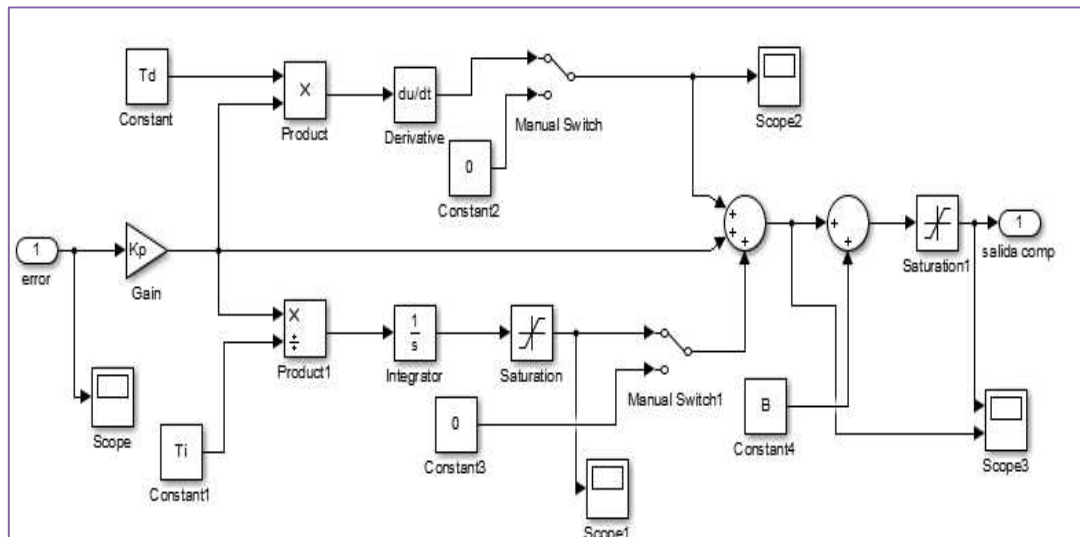 Td
Constant
X
Product
du/dt
Derivative
Manual Switch
0
Constant2
Scope2
1
error
Kp
Gain
+
+
+
+
+
Saturation1
1
salida comp
X
÷
Product1
1
s
Integrator
Saturation
Manual Switch1
Scope
Ti
Constant1
0
Constant3
B
Constant4
Scope3
Scope1